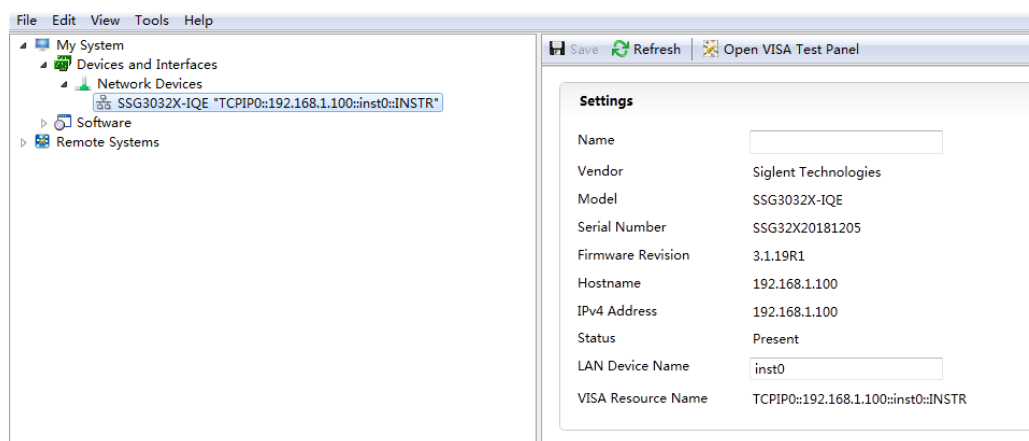 File Edit View Tools Help
My System
Devices and Interfaces
Network Devices
SSG3032X-IQE "TCPIP0::192.168.1.100::inst0::INSTR"
Software
Remote Systems
Save Refresh Open VISA Test Panel
Settings
Name
Vendor Siglent Technologies
Model SSG3032X-IQE
Serial Number SSG32X20181205
Firmware Revision 3.1.19R1
Hostname 192.168.1.100
IPv4 Address 192.168.1.100
Status Present
LAN Device Name inst0
VISA Resource Name TCPIP0::192.168.1.100::inst0::INSTR